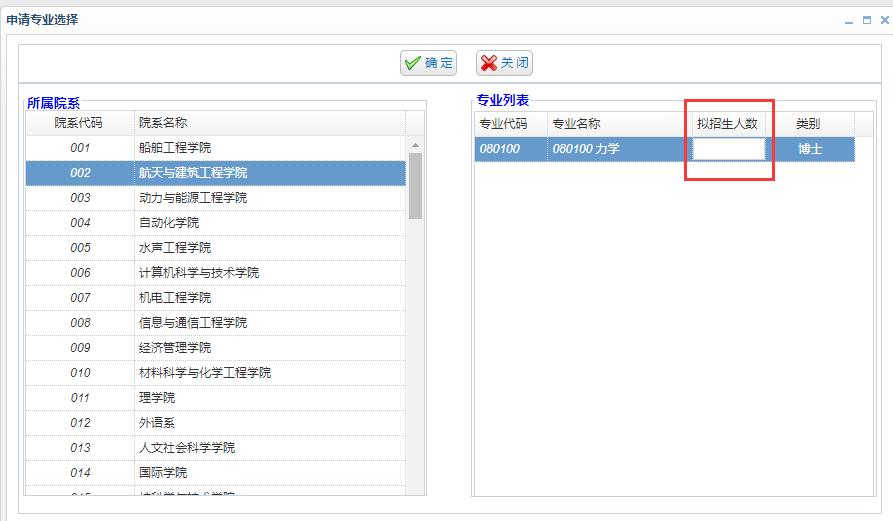 申请专业选择
确定 关闭
所属院系
院系代码 院系名称
001 船舶工程学院
002 航天与建筑工程学院
003 动力与能源工程学院
004 自动化学院
005 水声工程学院
006 计算机科学与技术学院
007 机电工程学院
008 信息与通信工程学院
009 经济管理学院
010 材料科学与化学工程学院
011 理学院
012 外语系
013 人文社会科学学院
014 国际学院
专业列表
专业代码 专业名称 拟招生人数 类别
080100 080100 力学 博士